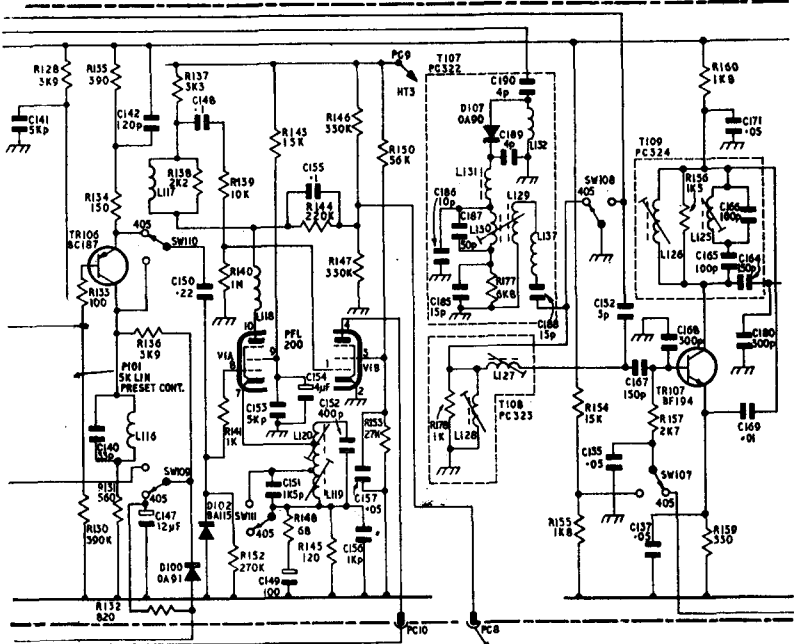 R128
3K9
R135
390
C141
5Kp
C142
120p
R137
3K3
C148
·1
R143
15K
R146
330K
R150
56K
PC9
HT3
T107
PC322
C190
4p
D107
OA90
C189
4p
L132
L131
R160
1K8
C171
·05
T109
PC324
L117
R138
2K2
R139
10K
C155
·1
R144
220K
R134
150
TR106
BC187
405
SW110
R133
100
C150
·22
R140
1M
L118
R147
330K
C186
10p
C187
L130
L129
L137
C185
15p
R177
6K8
C188
15p
SW108
405
L126
R156
1K5
L125
C166
180p
C165
100p
C164
150p
C132
3p
C168
300p
C180
300p
R136
3K9
P101
5K LIN
PRESET CONT.
10
PFL
200
V1A
8
9
7
4
1
3
2
V1B
C154
4µF
C153
5Kp
C152
400p
R141
1K
R153
27K
L127
R178
1K
L128
T108
PC323
C167
150p
TR107
BF194
R154
15K
R157
2K7
C169
·01
C140
33p
L116
L120
L119
SW109
405
R131
560
R130
390K
C147
12µF
D102
BA115
SW111
405
C151
1K5p
C157
·05
R148
68
R145
120
C156
1Kp
C149
100
R152
270K
D100
OA91
R132
820
C135
·05
SW107
405
R155
1K8
C137
·05
R159
330
PC10
PC8